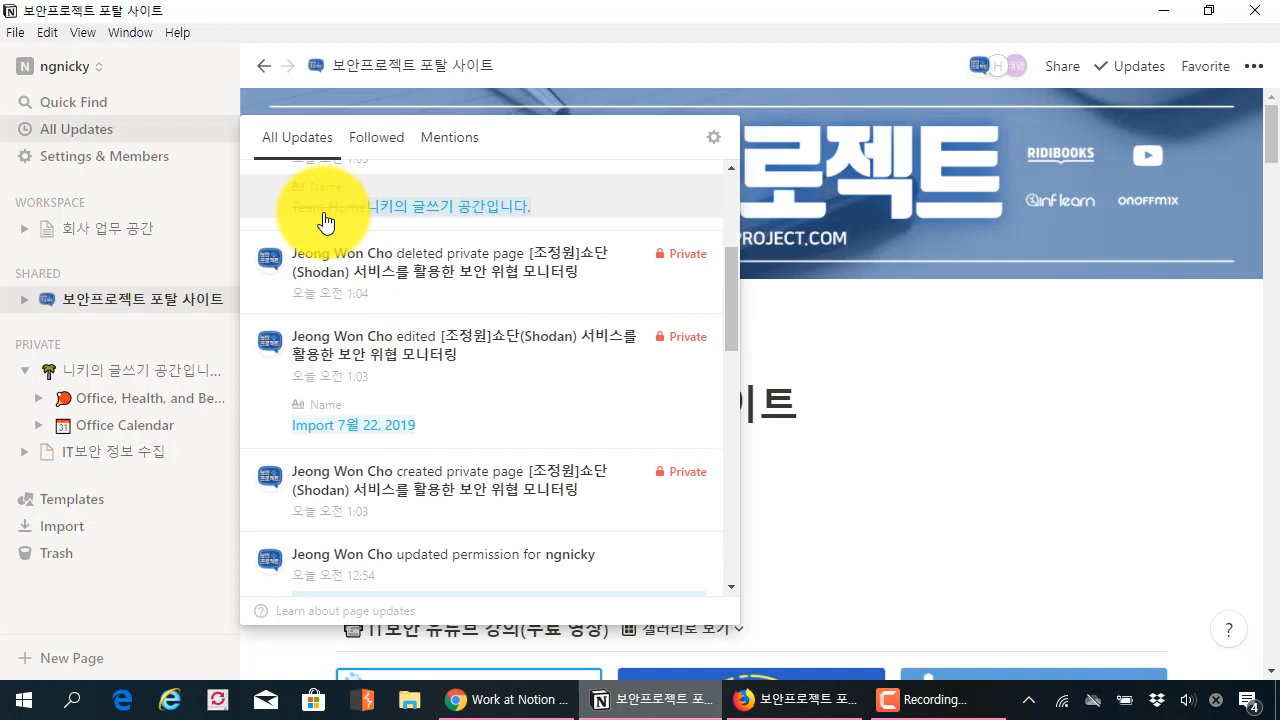 보안프로젝트 포탈 사이트
File Edit View Window Help
N ngnicky
보안프로젝트 포탈 사이트
H 태영
Share Updates Favorite
Quick Find
All Updates
Settings & Members
WORKSPACE
회사 업무 공간
SHARED
보안프로젝트 포탈 사이트
PRIVATE
니키의 글쓰기 공간입니...
Office, Health, and Be...
Office Calendar
IT보안 정보 수집
Templates
Import
Trash
New Page
All Updates Followed Mentions
Aa Name
Team Home니키의 글쓰기 공간입니다.
Jeong Won Cho deleted private page [조정원]쇼단
(Shodan) 서비스를 활용한 보안 위협 모니터링
Private
오늘 오전 1:04
Jeong Won Cho edited [조정원]쇼단(Shodan) 서비스를
활용한 보안 위협 모니터링
Private
오늘 오전 1:03
Aa Name
Import 7월 22, 2019
Jeong Won Cho created private page [조정원]쇼단
(Shodan) 서비스를 활용한 보안 위협 모니터링
Private
오늘 오전 1:03
Jeong Won Cho updated permission for ngnicky
오늘 오전 12:54
? Learn about page updates
로젝트
RIDIBOOKS
inf learn
ONOFFMIX
PROJECT.COM
이트
IT보안 유튜브 강의(무료 영상)
갤러리로 보기
?
Work at Notion ...
보안프로젝트 포...
보안프로젝트 포...
Recording...
4